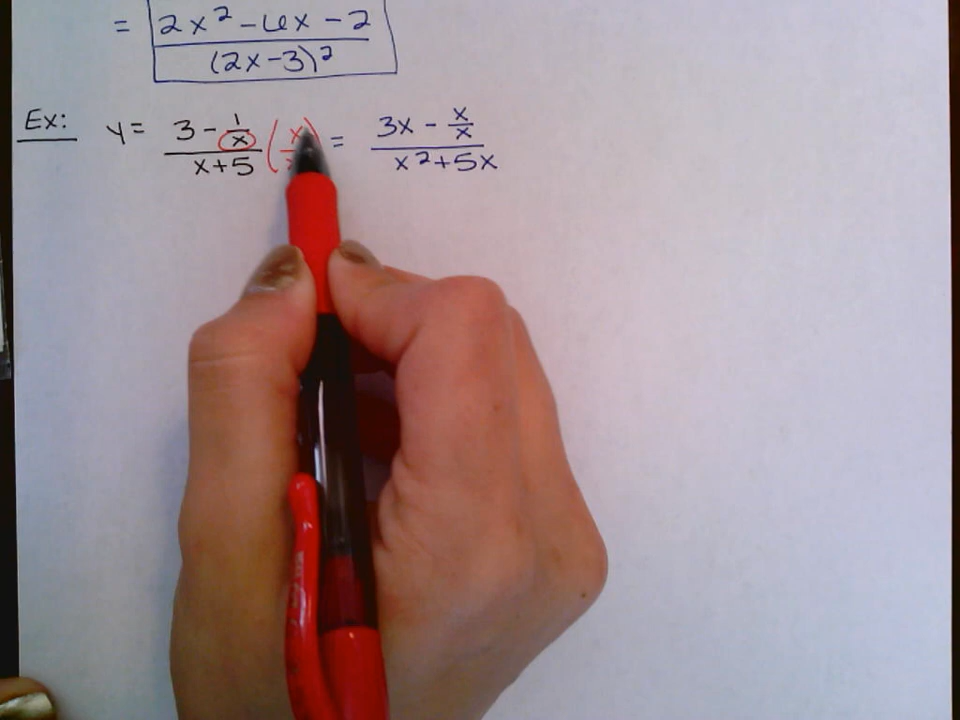 = 2x² - 6x - 2 / (2x-3)²
Ex: y = 3 - 1/x / x+5 (x/x) = 3x - x/x / x²+5x